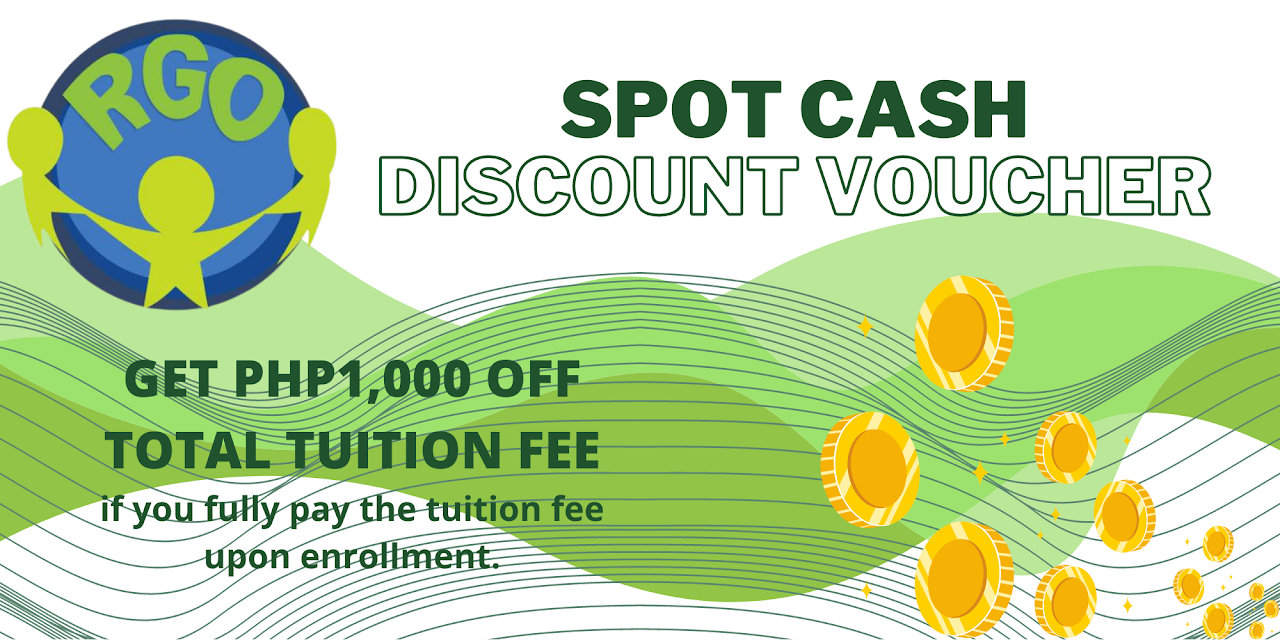 RGO
SPOT CASH
DISCOUNT VOUCHER
GET PHP1,000 OFF
TOTAL TUITION FEE
if you fully pay the tuition fee
upon enrollment.